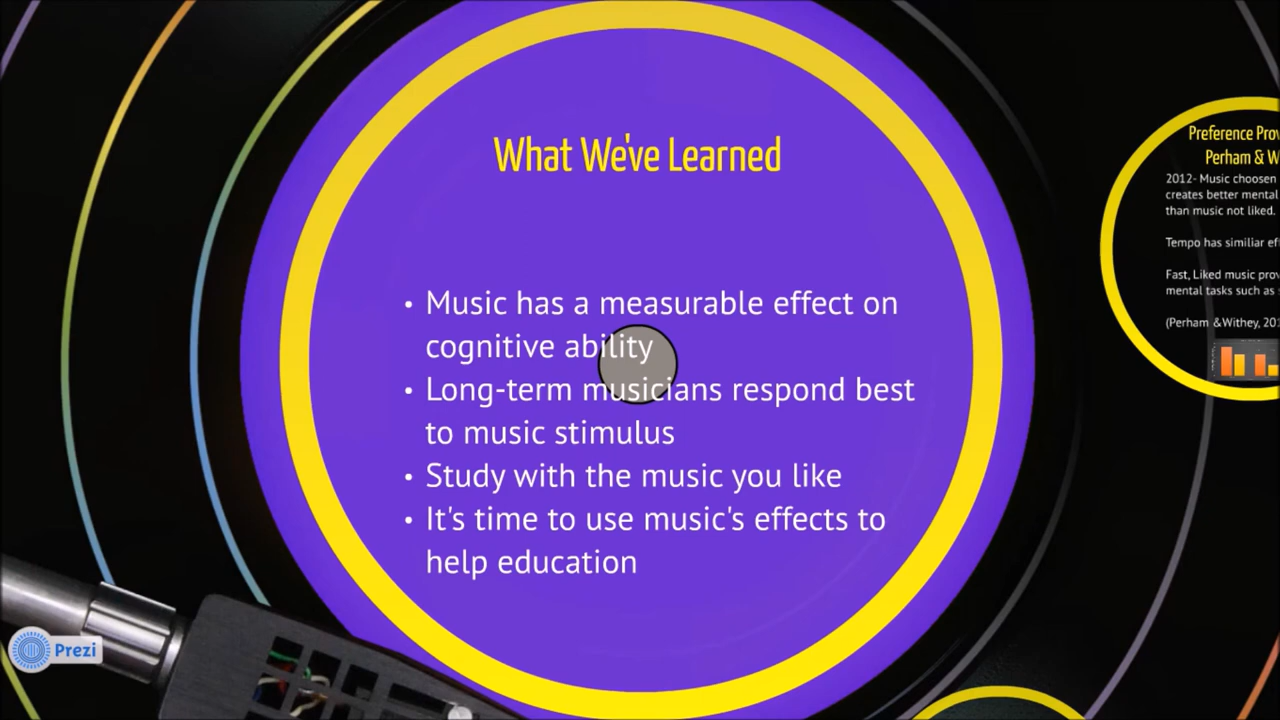 What We've Learned
• Music has a measurable effect on
cognitive ability
• Long-term musicians respond best
to music stimulus
• Study with the music you like
• It's time to use music's effects to
help education
Preference
Perham &
2012- Music choosen
creates better mental
than music not liked.
Tempo has similiar
Fast, Liked music
mental tasks such as
(Perham &Withey,
Prezi